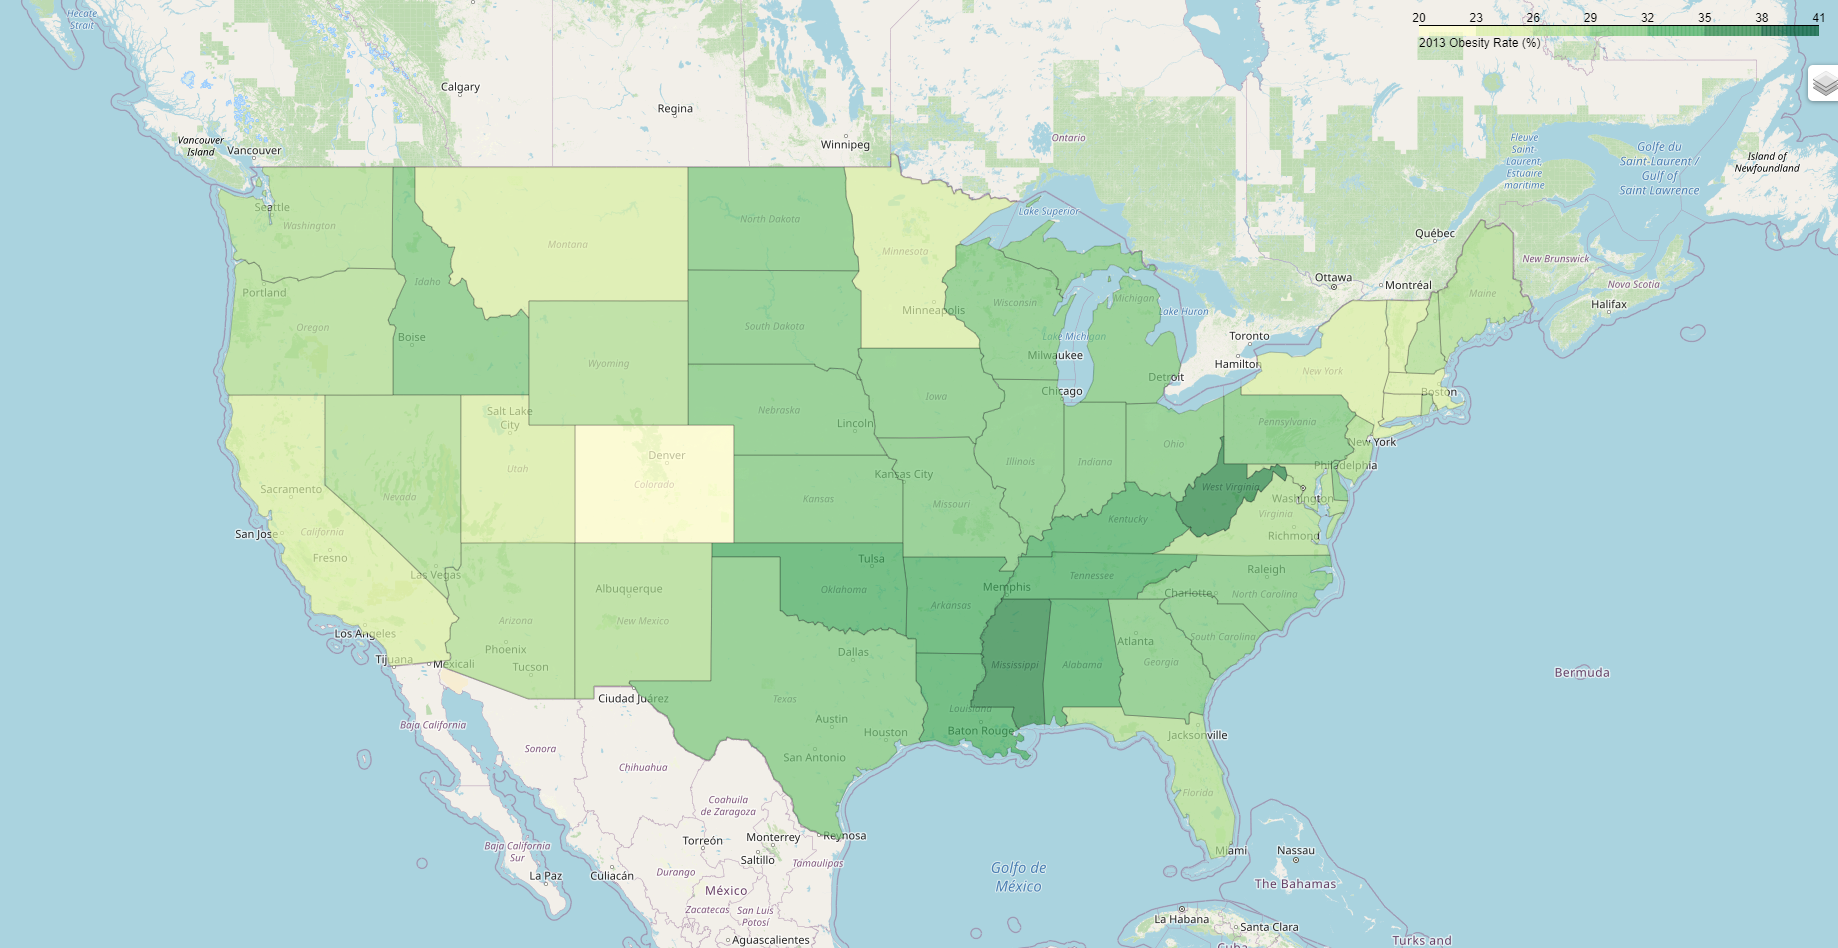 Hecate
Strait
20 23 26 29 32 35 38 41
2013 Obesity Rate (%)
Calgary
Regina
Winnipeg
Ontario
Vancouver
Island
Vancouver
Fleuve
Saint-
Laurent,
Estuaire
maritime
Golfe du
Saint-Laurent /
Gulf of
Saint Lawrence
Island of
Newfoundland
Seattle
Washington
North Dakota
Lake Superior
Québec
Montana
Minnesota
New Brunswick
Ottawa
Montréal
Nova Scotia
Halifax
Idaho
Portland
Oregon
Boise
Minneapolis
Wisconsin
Michigan
Lake Huron
Maine
South Dakota
Lake Michigan
Toronto
Hamilton
Wyoming
Milwaukee
Detroit
New York
Boston
Salt Lake
City
Nebraska
Lincoln
Iowa
Chicago
Pennsylvania
New York
Denver
Colorado
Utah
Illinois
Indiana
Ohio
Philadelphia
Sacramento
Nevada
Kansas City
Kansas
Missouri
West Virginia
Washington
Virginia
Richmond
San Jose
California
Fresno
Las Vegas
Kentucky
Tulsa
Oklahoma
Albuquerque
New Mexico
Memphis
Tennessee
Arkansas
Raleigh
Charlotte
North Carolina
Arizona
Phoenix
Tucson
Los Angeles
Tijuana
Mexicali
Dallas
Atlanta
Georgia
South Carolina
Mississippi
Alabama
Bermuda
Ciudad Juárez
Texas
Austin
Houston
San Antonio
Louisiana
Baton Rouge
Jacksonville
Baja California
Sonora
Chihuahua
Florida
Coahuila
de Zaragoza
Reynosa
Torreón
Monterrey
Saltillo
Tamaulipas
Baja California
Sur
La Paz
Culiacán
Durango
México
Miami
Nassau
Golfo de
México
The Bahamas
Zacatecas
San Luis
Potosí
Aguascalientes
La Habana
Santa Clara
Cuba
Turks and